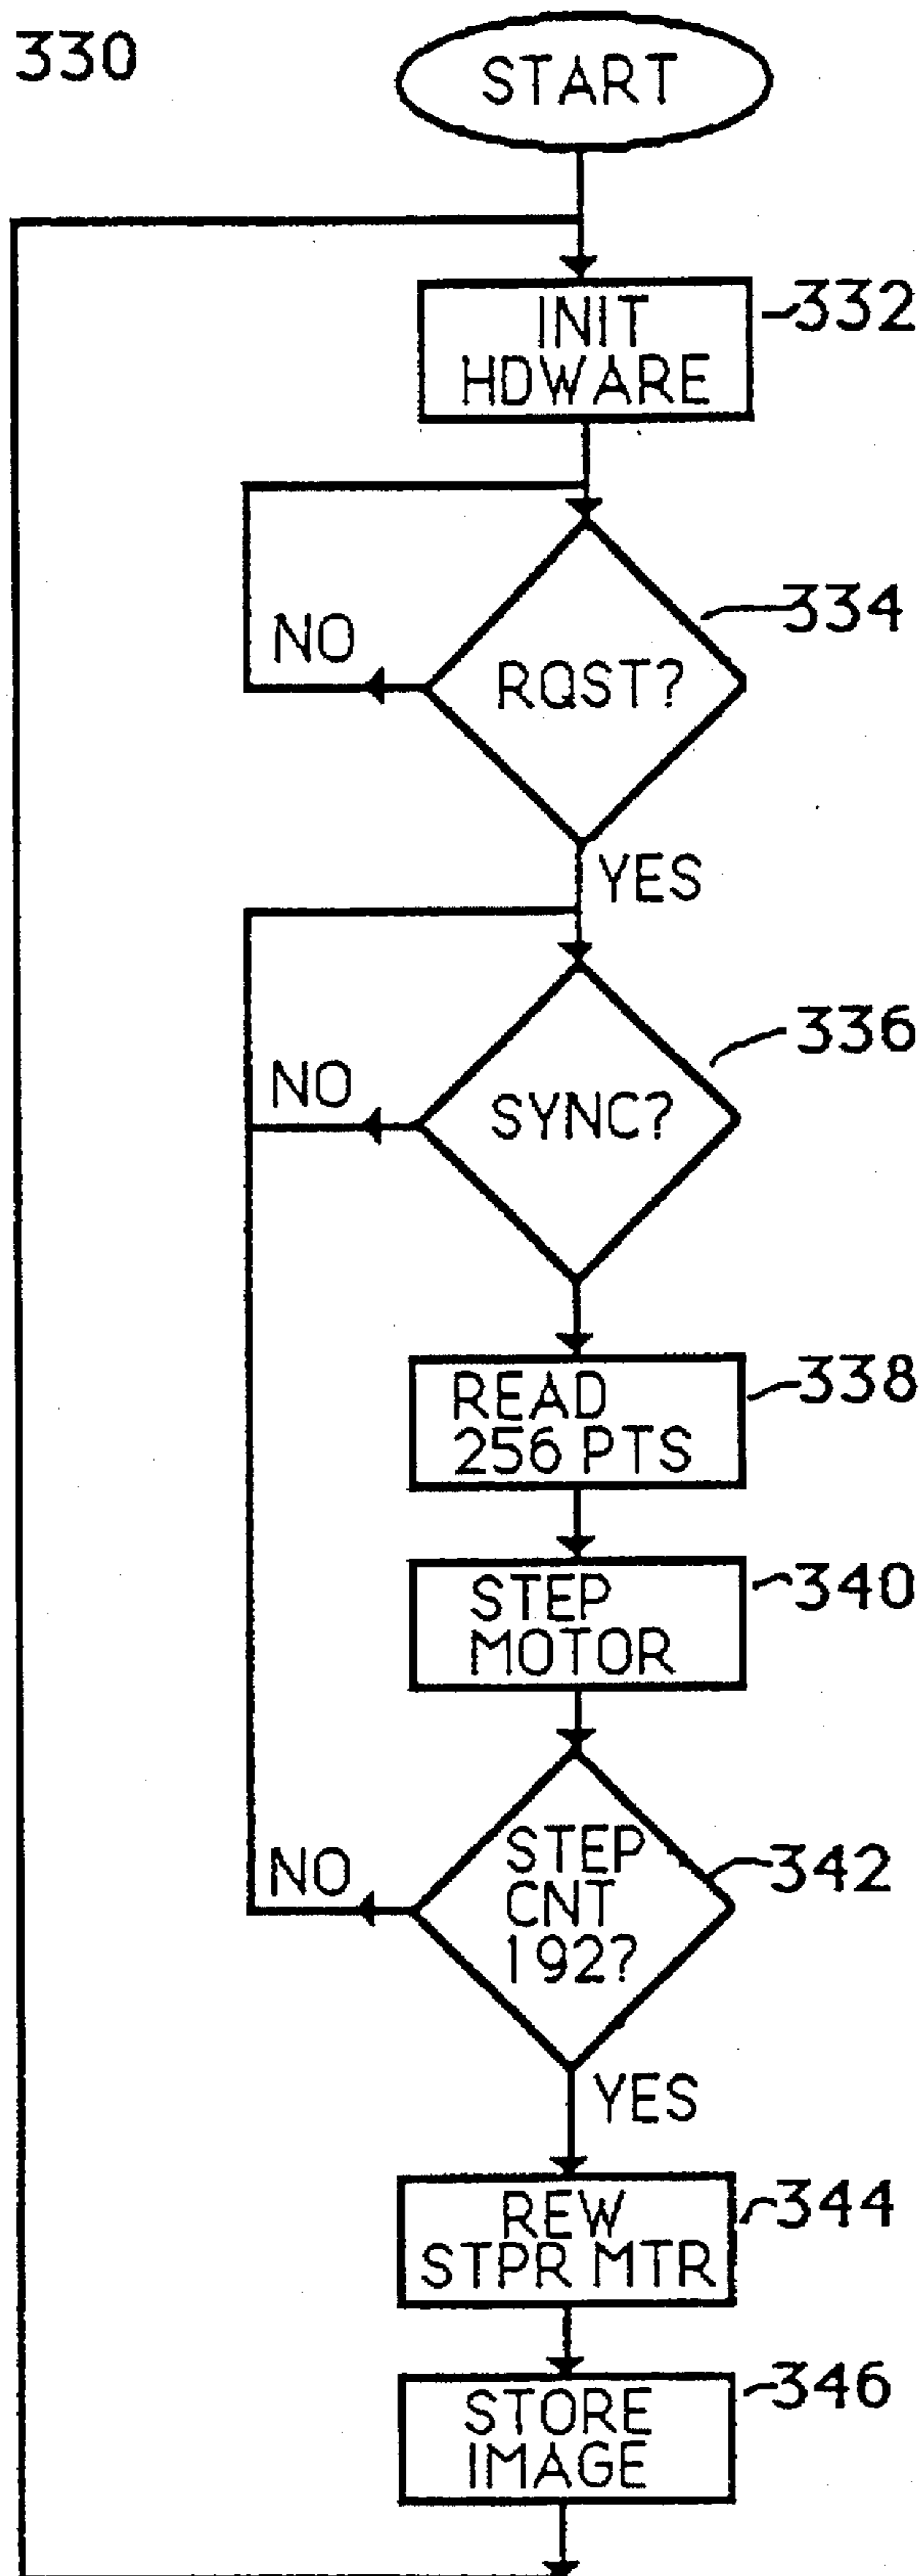 330
START
INIT
HDWARE
332
334
NO
RQST?
YES
336
NO
SYNC?
READ
256 PTS
338
STEP
MOTOR
340
STEP
CNT
192?
342
NO
YES
REW
STPR MTR
344
STORE
IMAGE
346